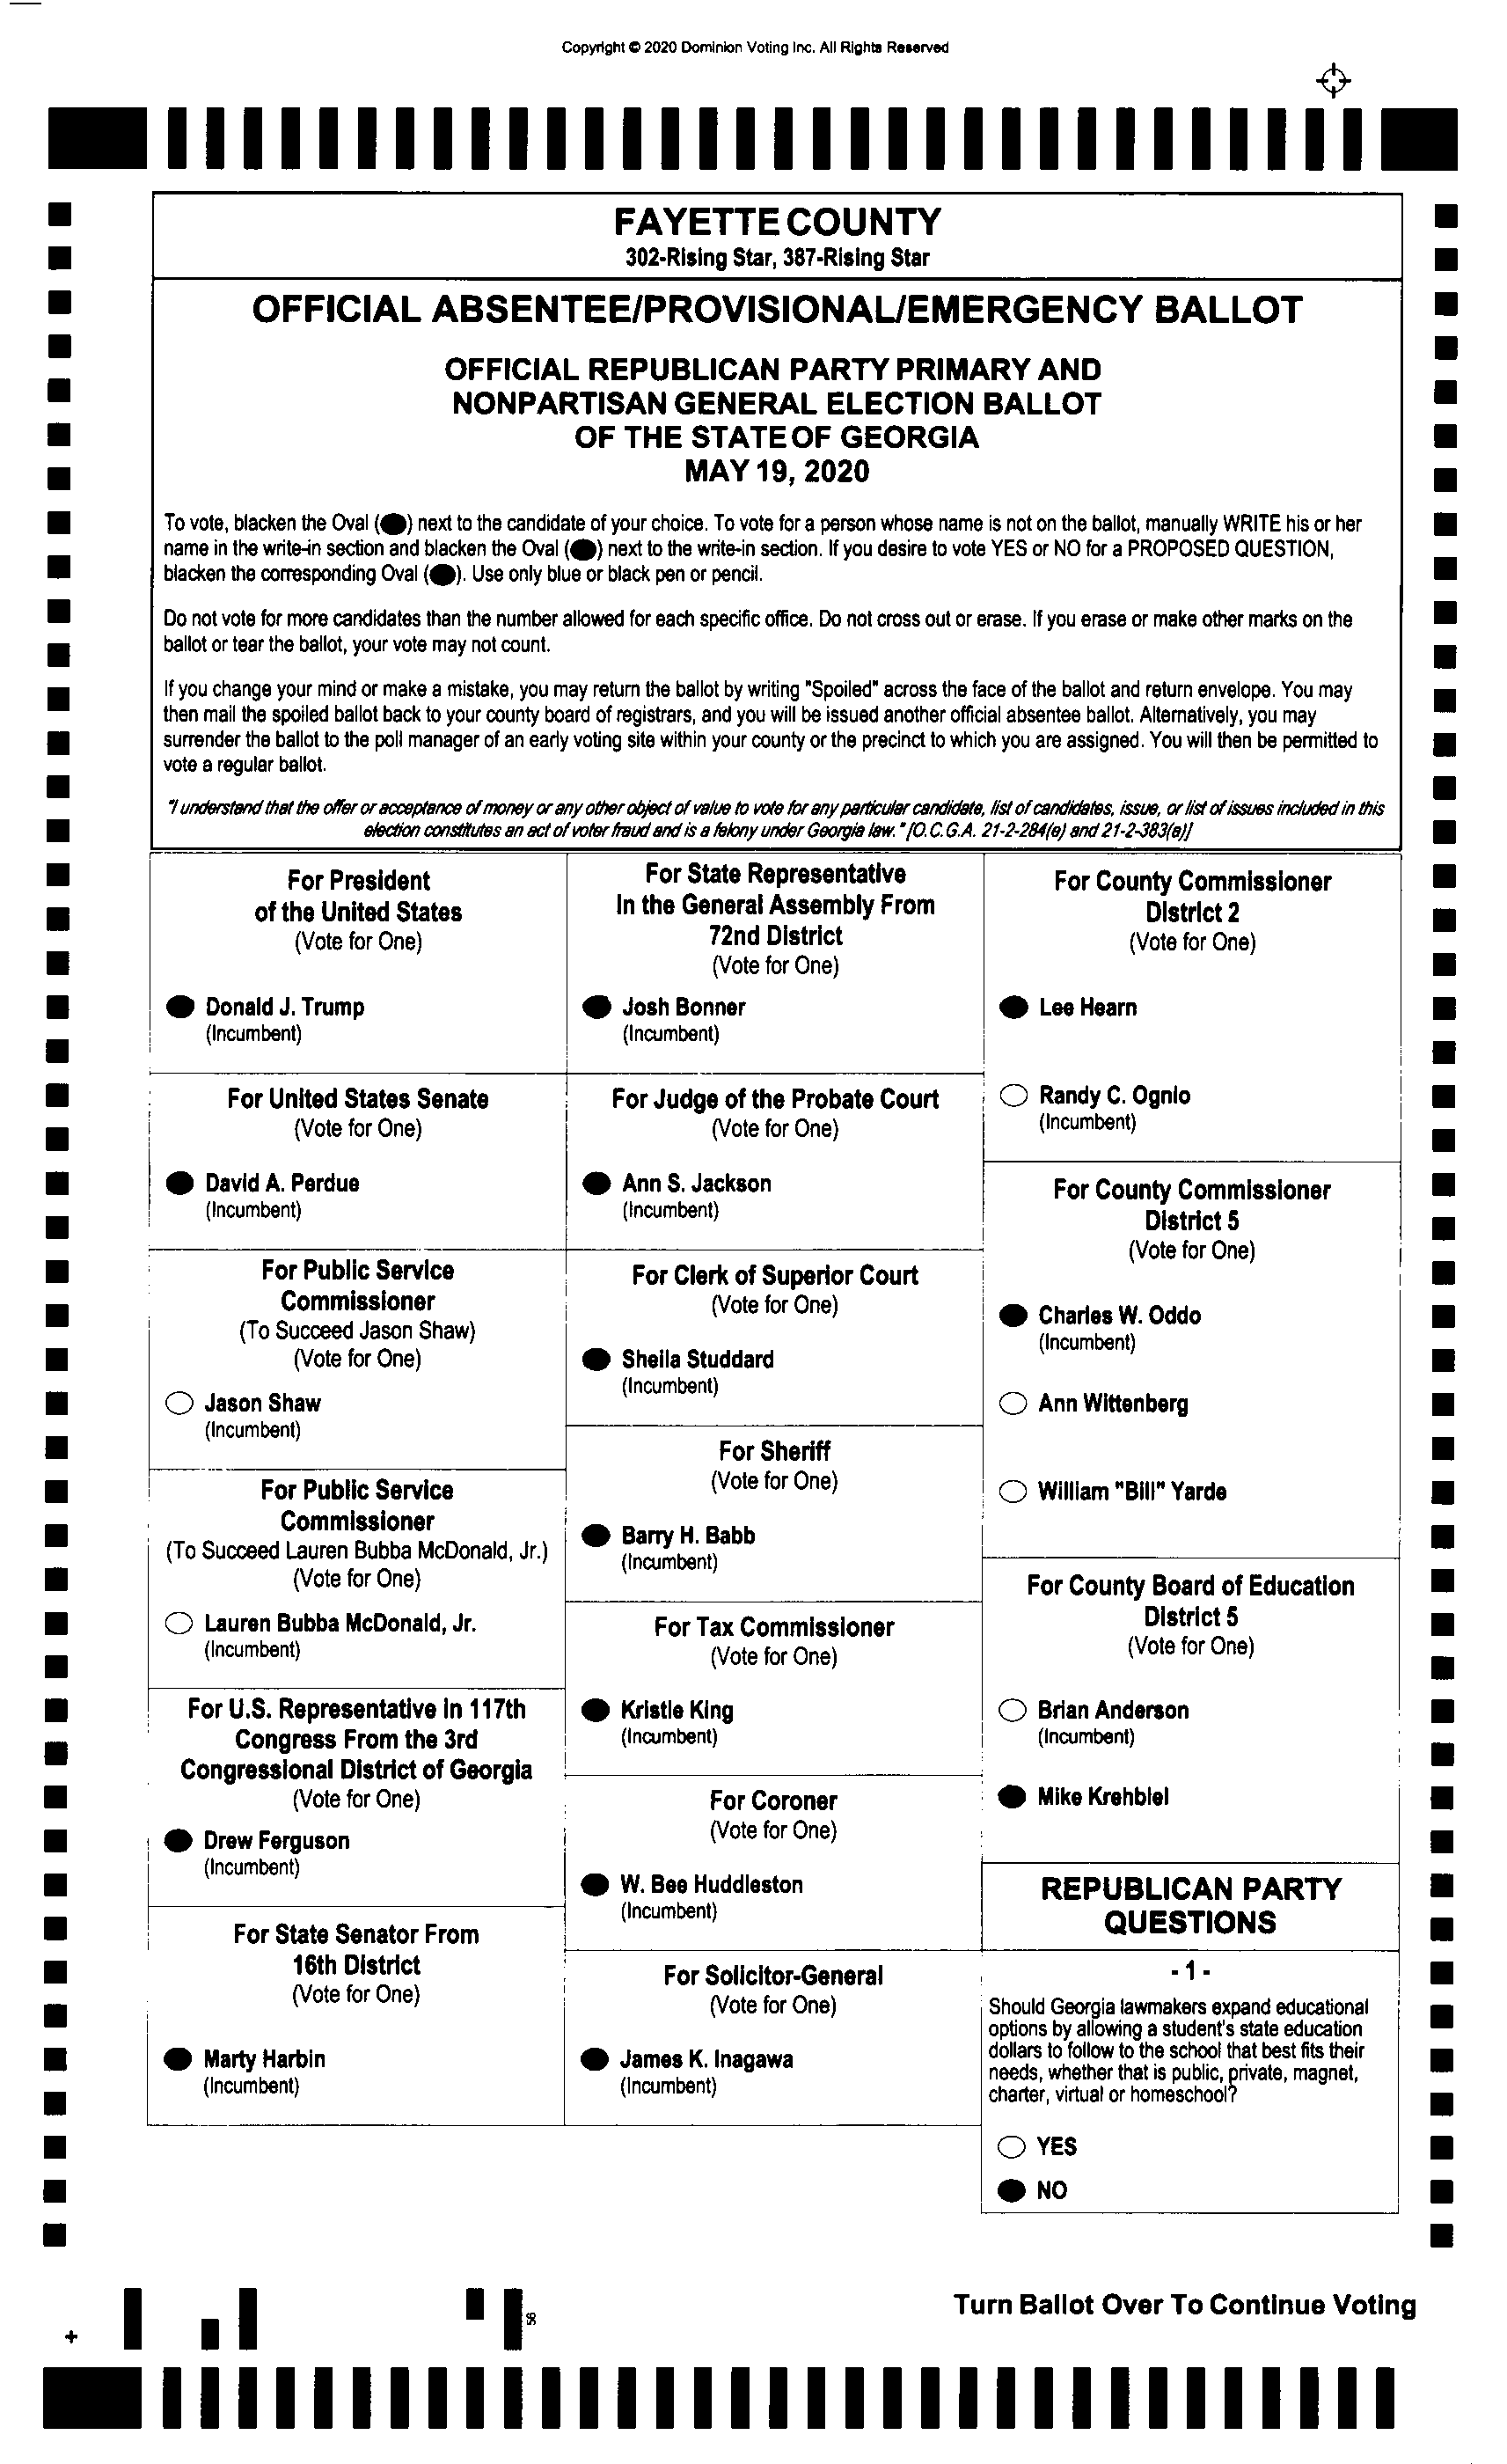 Copyright © 2020 Dominion Voting Inc. All Rights Reserved
FAYETTE COUNTY
302-Rising Star, 387-Rising Star
OFFICIAL ABSENTEE/PROVISIONAL/EMERGENCY BALLOT
OFFICIAL REPUBLICAN PARTY PRIMARY AND
NONPARTISAN GENERAL ELECTION BALLOT
OF THE STATE OF GEORGIA
MAY 19, 2020
To vote, blacken the Oval (●) next to the candidate of your choice. To vote for a person whose name is not on the ballot, manually WRITE his or her
name in the write-in section and blacken the Oval (●) next to the write-in section. If you desire to vote YES or NO for a PROPOSED QUESTION,
blacken the corresponding Oval (●). Use only blue or black pen or pencil.
Do not vote for more candidates than the number allowed for each specific office. Do not cross out or erase. If you erase or make other marks on the
ballot or tear the ballot, your vote may not count.
If you change your mind or make a mistake, you may return the ballot by writing "Spoiled" across the face of the ballot and return envelope. You may
then mail the spoiled ballot back to your county board of registrars, and you will be issued another official absentee ballot. Alternatively, you may
surrender the ballot to the poll manager of an early voting site within your county or the precinct to which you are assigned. You will then be permitted to
vote a regular ballot.
"I understand that the offer or acceptance of money or any other object of value to vote for any particular candidate, list of candidates, issue, or list of issues included in this
election constitutes an act of voter fraud and is a felony under Georgia law." [O.C.G.A. 21-2-284(e) and 21-2-383(a)]
For President
of the United States
(Vote for One)
Donald J. Trump
(Incumbent)
For United States Senate
(Vote for One)
David A. Perdue
(Incumbent)
For Public Service
Commissioner
(To Succeed Jason Shaw)
(Vote for One)
Jason Shaw
(Incumbent)
For Public Service
Commissioner
(To Succeed Lauren Bubba McDonald, Jr.)
(Vote for One)
Lauren Bubba McDonald, Jr.
(Incumbent)
For U.S. Representative in 117th
Congress From the 3rd
Congressional District of Georgia
(Vote for One)
Drew Ferguson
(Incumbent)
For State Senator From
16th District
(Vote for One)
Marty Harbin
(Incumbent)
For State Representative
In the General Assembly From
72nd District
(Vote for One)
Josh Bonner
(Incumbent)
For Judge of the Probate Court
(Vote for One)
Ann S. Jackson
(Incumbent)
For Clerk of Superior Court
(Vote for One)
Sheila Studdard
(Incumbent)
For Sheriff
(Vote for One)
Barry H. Babb
(Incumbent)
For Tax Commissioner
(Vote for One)
Kristie King
(Incumbent)
For Coroner
(Vote for One)
W. Bee Huddleston
(Incumbent)
For Solicitor-General
(Vote for One)
James K. Inagawa
(Incumbent)
For County Commissioner
District 2
(Vote for One)
Lee Hearn
Randy C. Ognio
(Incumbent)
For County Commissioner
District 5
(Vote for One)
Charles W. Oddo
(Incumbent)
Ann Wittenberg
William "Bill" Yarde
For County Board of Education
District 5
(Vote for One)
Brian Anderson
(Incumbent)
Mike Krehbiel
REPUBLICAN PARTY
QUESTIONS
- 1 -
Should Georgia lawmakers expand educational
options by allowing a student's state education
dollars to follow to the school that best fits their
needs, whether that is public, private, magnet,
charter, virtual or homeschool?
YES
NO
Turn Ballot Over To Continue Voting
56